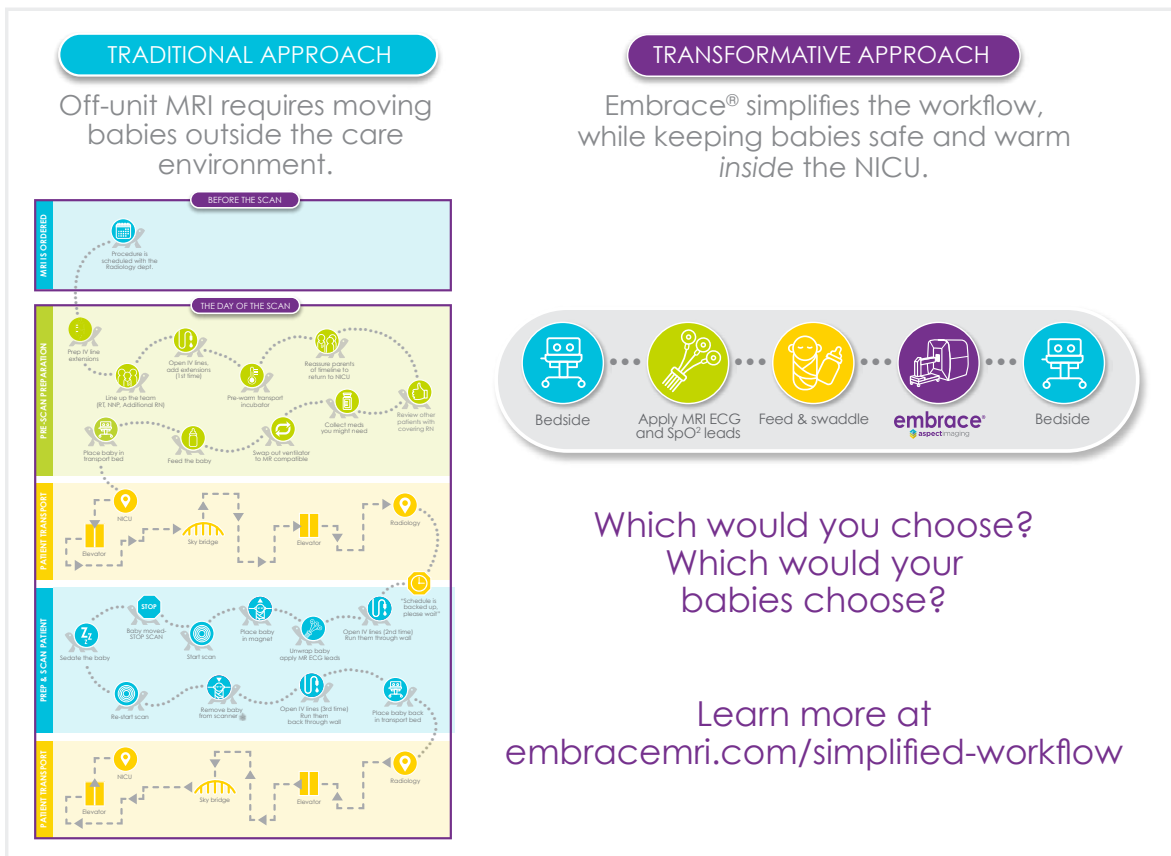 TRADITIONAL APPROACH
Off-unit MRI requires moving
babies outside the care
environment.
BEFORE THE SCAN
MRI IS ORDERED
Procedure is
scheduled with the
Radiology dept.
THE DAY OF THE SCAN
PRE-SCAN PREPARATION
Prep IV line
extensions
Line up the team
(RT, NNP, Additional RN)
Open IV lines,
add extensions
(1st time)
Pre-warm transport
incubator
Reassure parents
of timeline to
return to NICU
Review other
patients with
covering RN
Collect meds
you might need
Swap out ventilator
to MR compatible
Feed the baby
Place baby in
transport bed
PATIENT TRANSPORT
NICU
Elevator
Sky bridge
Elevator
Radiology
PREP & SCAN PATIENT
"Schedule is
backed up,
please wait"
Open IV lines (2nd time)
Run them through wall
Unwrap baby
apply MR ECG leads
Place baby
in magnet
Start scan
STOP
Baby moved-
STOP SCAN
ZZZ
Sedate the baby
Re-start scan
Remove baby
from scanner
Open IV lines (3rd time)
Run them
back through wall
Place baby back
in transport bed
PATIENT TRANSPORT
Radiology
Elevator
Sky bridge
Elevator
NICU
TRANSFORMATIVE APPROACH
Embrace® simplifies the workflow,
while keeping babies safe and warm
inside the NICU.
Bedside
Apply MRI ECG
and SpO² leads
Feed & swaddle
embrace®
aspectimaging
Bedside
Which would you choose?
Which would your
babies choose?
Learn more at
embracemri.com/simplified-workflow